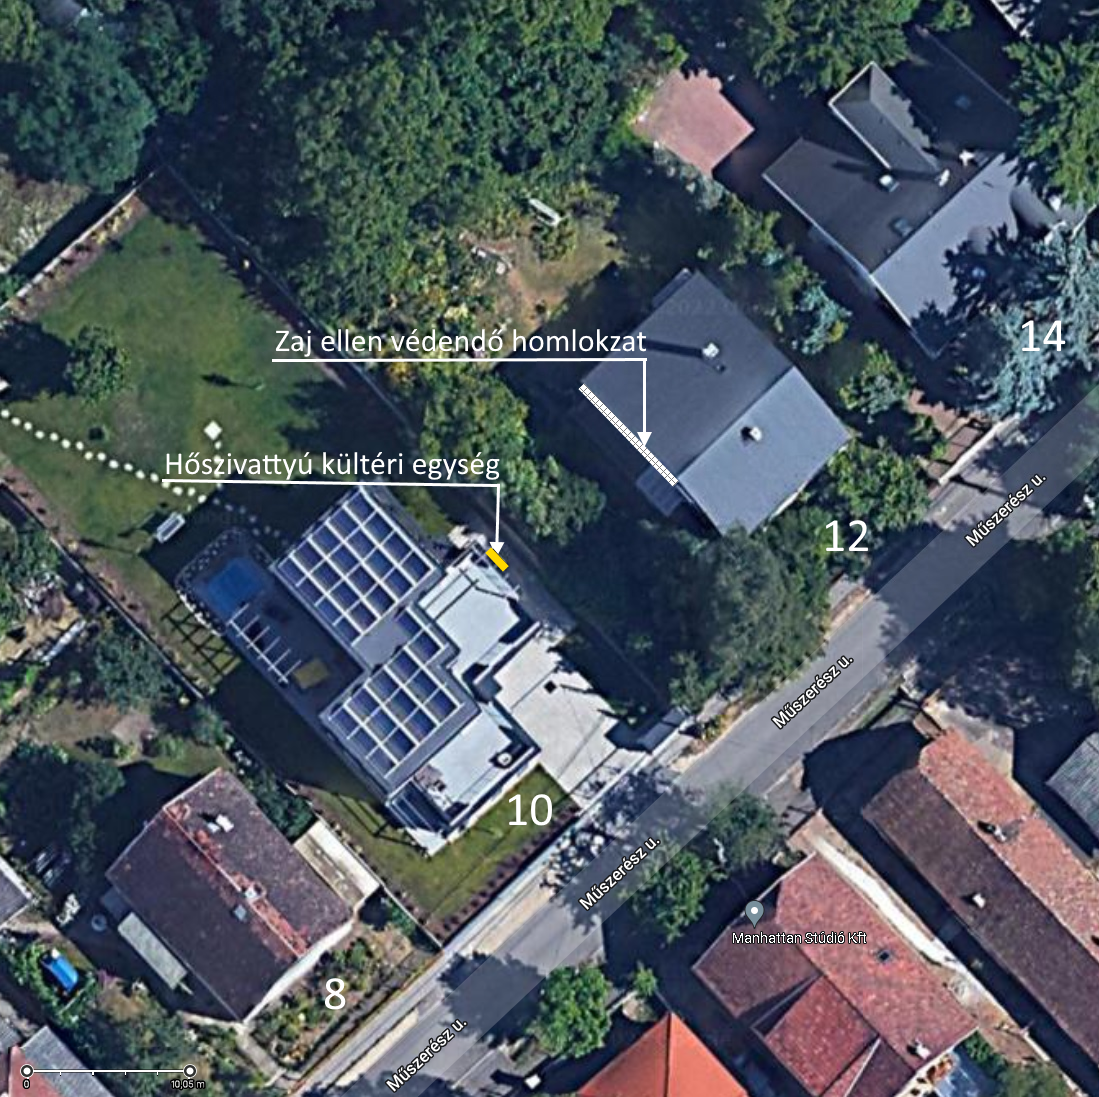 Zaj ellen védendő homlokzat
14
Hőszivattyú kültéri egység
Műszerész u.
12
Műszerész u.
10
Műszerész u.
Manhattan Stúdió Kft
8
Műszerész u.
0
10,05 m